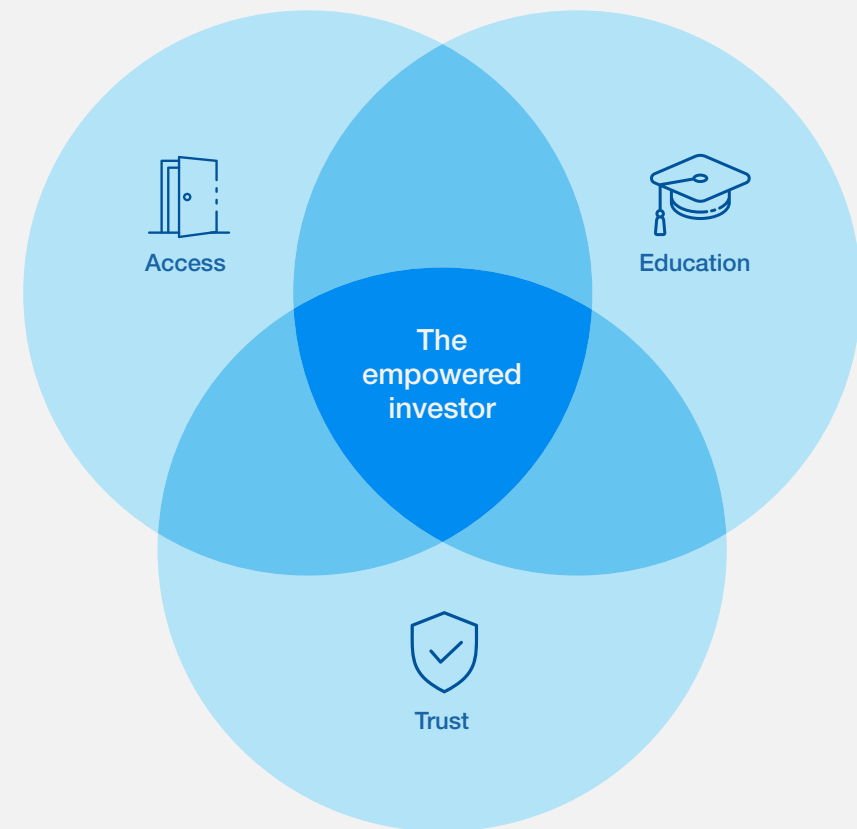 Access
Education
The
empowered
investor
Trust